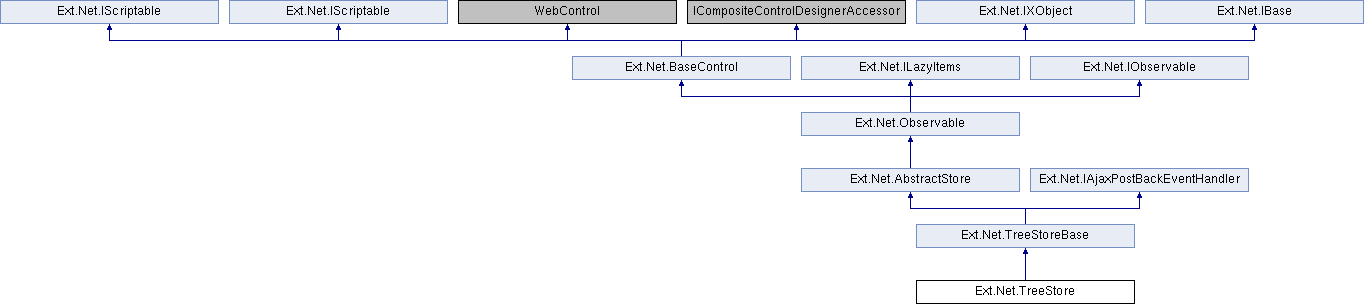 Ext.Net.IScriptable
Ext.Net.IScriptable
WebControl
ICompositeControlDesignerAccessor
Ext.Net.IXObject
Ext.Net.IBase
Ext.Net.BaseControl
Ext.Net.ILazyItems
Ext.Net.IObservable
Ext.Net.Observable
Ext.Net.AbstractStore
Ext.Net.IAjaxPostBackEventHandler
Ext.Net.TreeStoreBase
Ext.Net.TreeStore